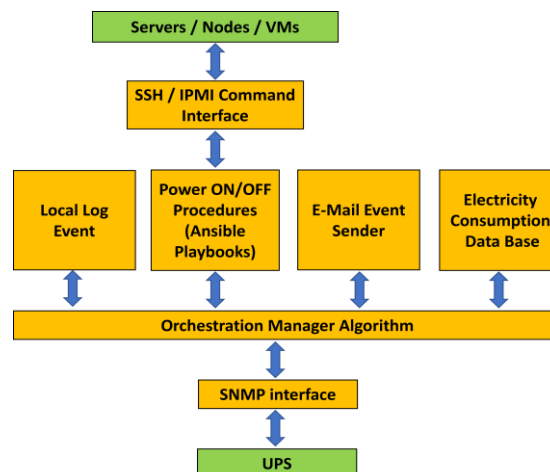 Servers / Nodes / VMs
SSH / IPMI Command
Interface
Local Log
Event
Power ON/OFF
Procedures
(Ansible
Playbooks)
E-Mail Event
Sender
Electricity
Consumption
Data Base
Orchestration Manager Algorithm
SNMP interface
UPS